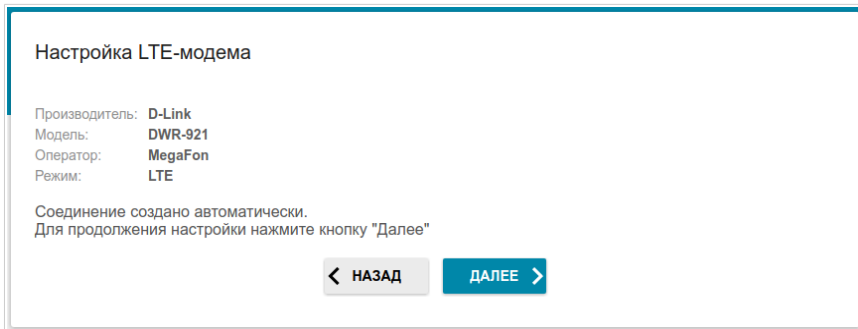 Настройка LTE-модема
Производитель: D-Link
Модель: DWR-921
Оператор: MegaFon
Режим: LTE
Соединение создано автоматически.
Для продолжения настройки нажмите кнопку "Далее"
НАЗАД ДАЛЕЕ